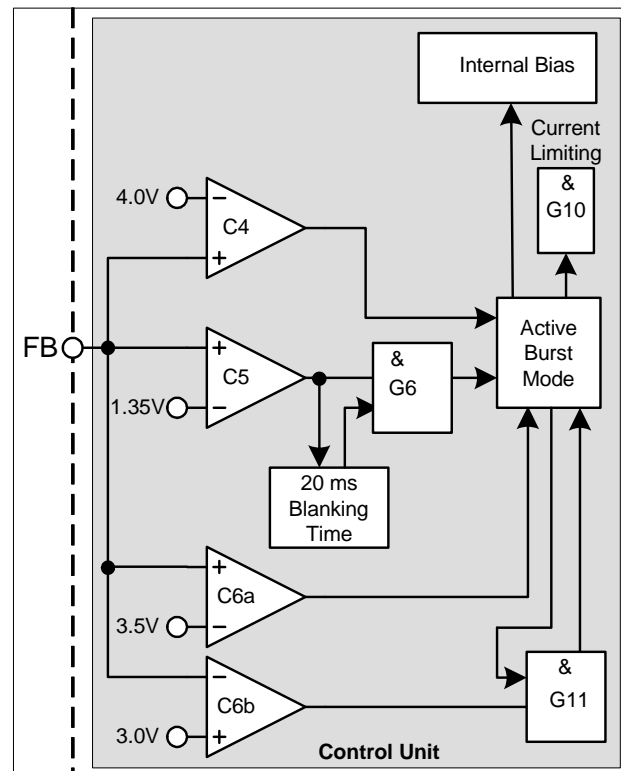 Internal Bias
Current
Limiting
&
G10
4.0V
−
C4
+
FB
+
C5
−
1.35V
&
G6
Active
Burst
Mode
20 ms
Blanking
Time
+
C6a
−
3.5V
−
C6b
+
3.0V
&
G11
Control Unit